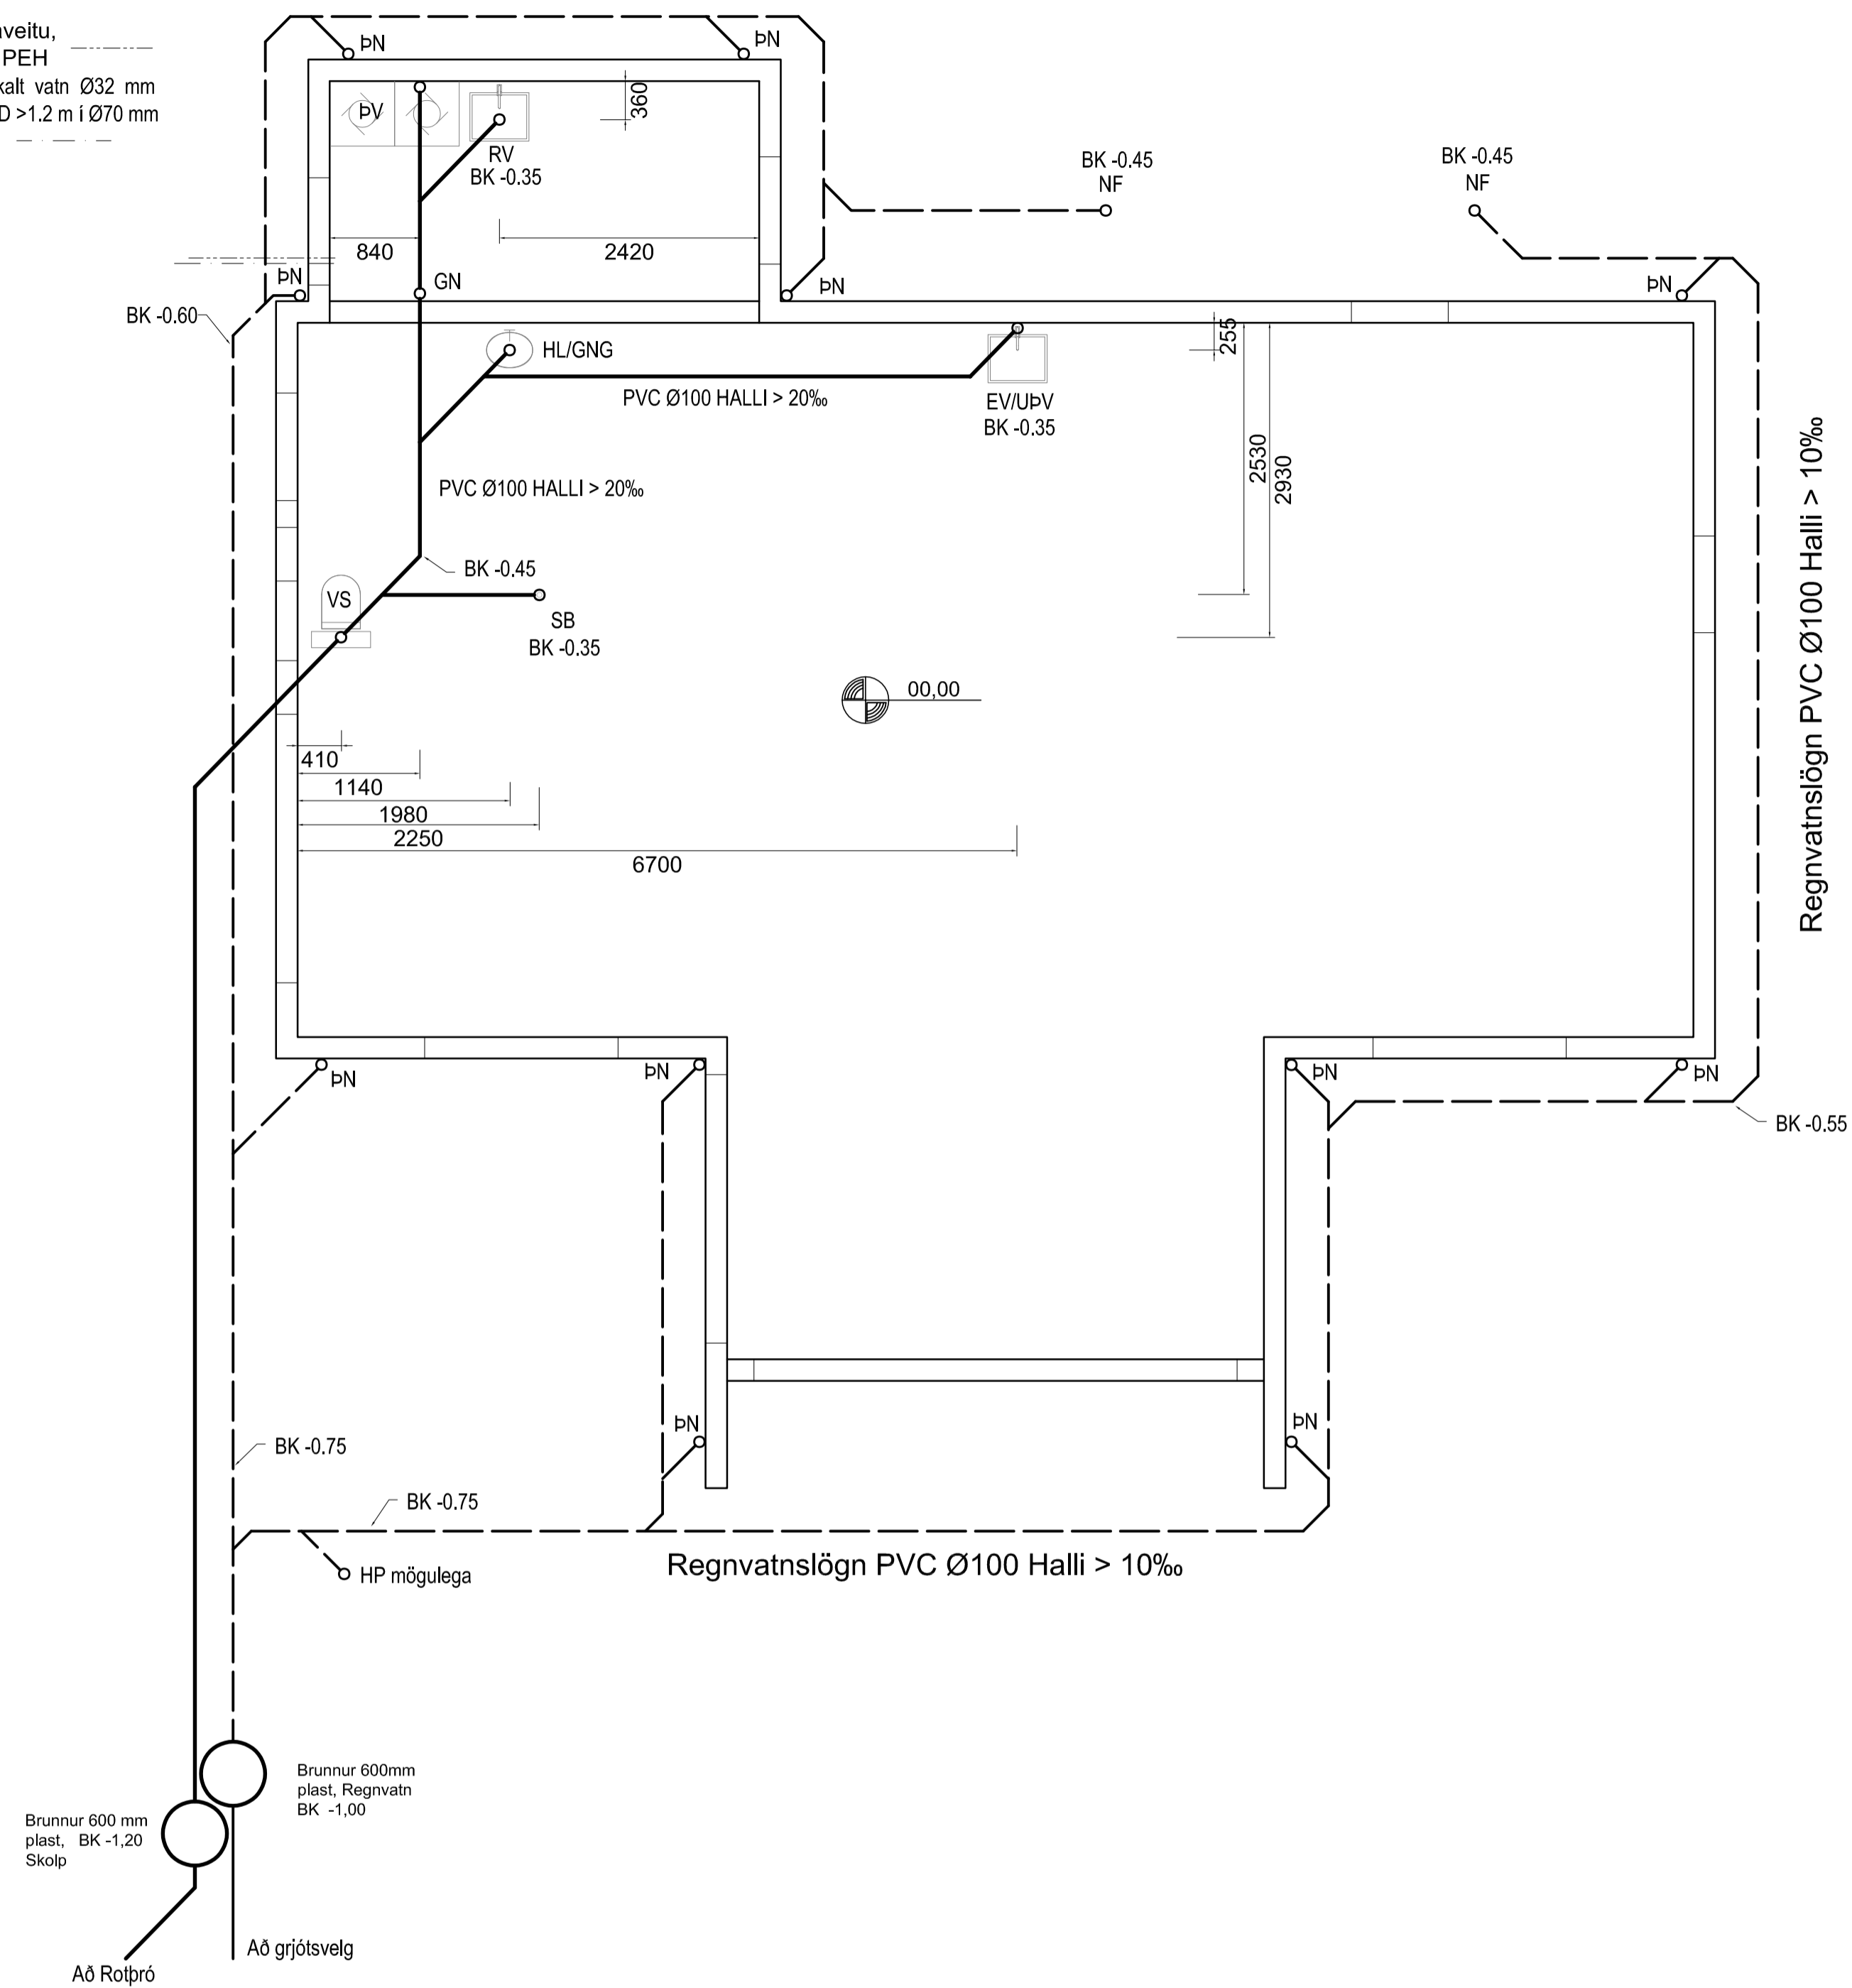 PEH
kalt vatn Ø32 mm
>1.2 m í Ø70 mm
ÞN
ÞN
ÞV
360
RV
BK -0.35
BK -0.45
NF
BK -0.45
NF
840
2420
ÞN
GN
ÞN
ÞN
BK -0.60
HL/GNG
255
PVC Ø100 HALLI > 20‰
EV/UÞV
BK -0.35
2530
2930
PVC Ø100 HALLI > 20‰
Regnvatnslögn PVC Ø100 Halli > 10‰
BK -0.45
VS
SB
BK -0.35
00,00
410
1140
1980
2250
6700
ÞN
ÞN
ÞN
ÞN
BK -0.55
ÞN
ÞN
BK -0.75
BK -0.75
HP mögulega
Regnvatnslögn PVC Ø100 Halli > 10‰
Brunnur 600mm
plast, Regnvatn
BK -1,00
Brunnur 600 mm
plast, BK -1,20
Skolp
Að grjótsvelg
Að Rotþró